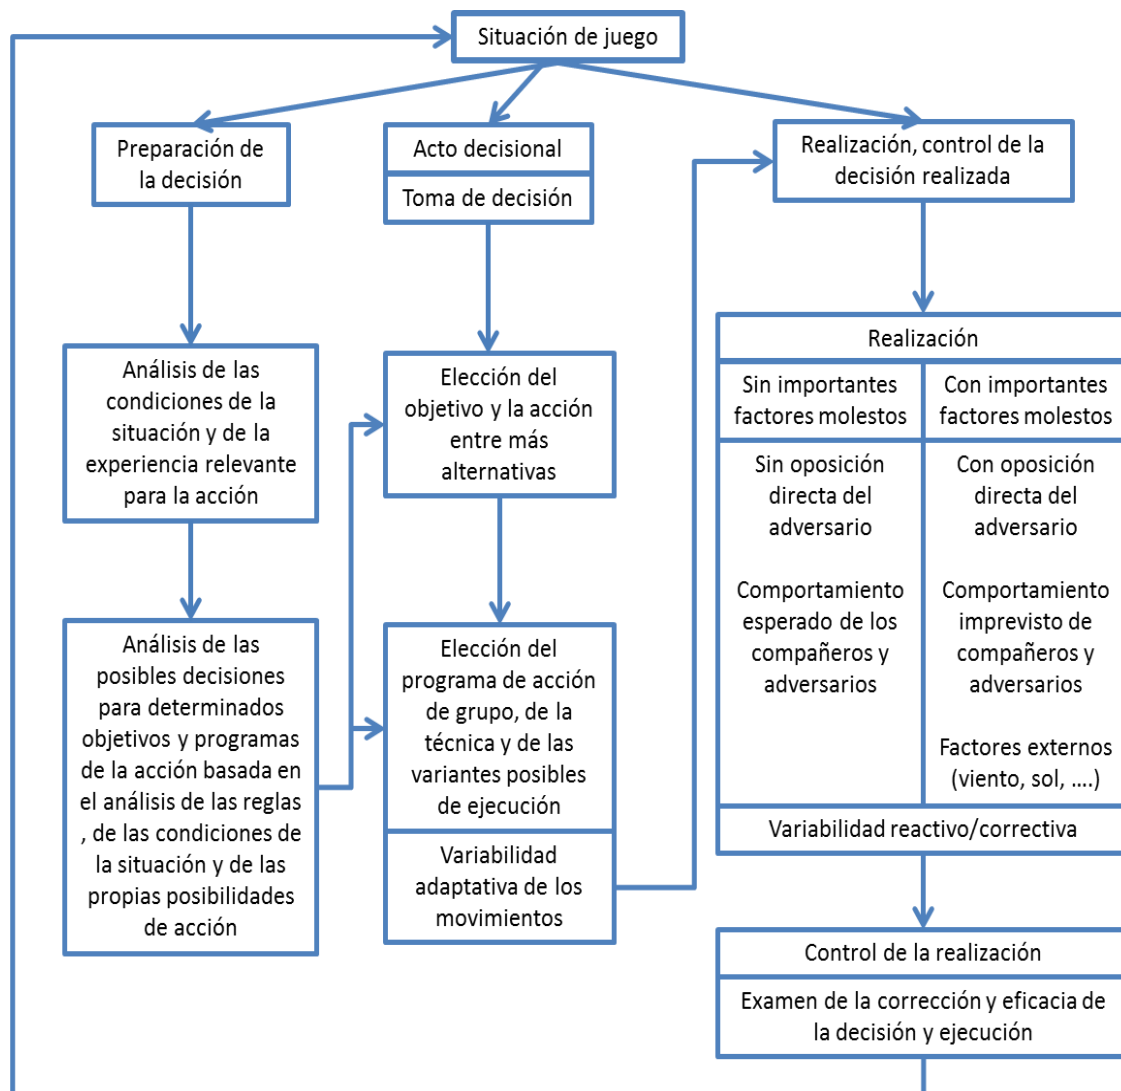 Situación de juego
Preparación de
la decisión
Acto decisional
Toma de decisión
Realización, control de la
decisión realizada
Análisis de las
condiciones de la
situación y de la
experiencia relevante
para la acción
Elección del
objetivo y la acción
entre más
alternativas
Análisis de las
posibles decisiones
para determinados
objetivos y programas
de la acción basada en
el análisis de las reglas
, de las condiciones de
la situación y de las
propias posibilidades
de acción
Elección del
programa de acción
de grupo, de la
técnica y de las
variantes posibles
de ejecución
Variabilidad
adaptativa de los
movimientos
Realización
Sin importantes
factores molestos
Con importantes
factores molestos
Sin oposición
directa del
adversario
Comportamiento
esperado de los
compañeros y
adversarios
Con oposición
directa del
adversario
Comportamiento
imprevisto de
compañeros y
adversarios
Factores externos
(viento, sol, ....)
Variabilidad reactivo/correctiva
Control de la realización
Examen de la corrección y eficacia de
la decisión y ejecución